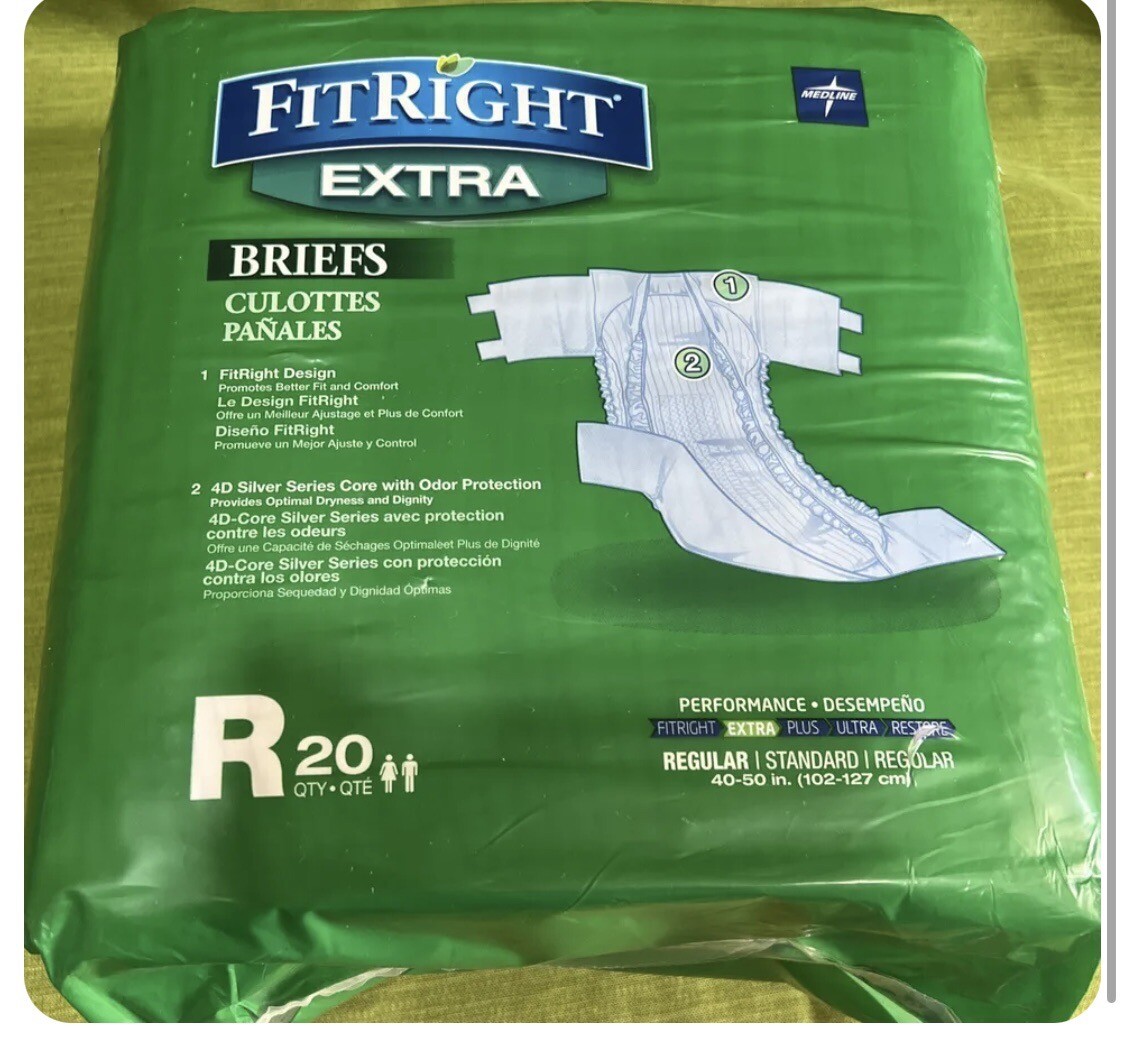 FITRIGHT
EXTRA
MEDLINE
BRIEFS
CULOTTES
PAÑALES
1
2
1 FitRight Design
Promotes Better Fit and Comfort
Le Design FitRight
Offre un Meilleur Ajustage et Plus de Confort
Diseño FitRight
Promueve un Mejor Ajuste y Control
2 4D Silver Series Core with Odor Protection
Provides Optimal Dryness and Dignity
4D-Core Silver Series avec protection
contre les odeurs
Offre une Capacité de Séchages Optimaleet Plus de Dignité
4D-Core Silver Series con protección
contra los olores
Proporciona Sequedad y Dignidad Óptimas
R 20
QTY • QTÉ
PERFORMANCE • DESEMPEÑO
FITRIGHT EXTRA PLUS ULTRA RESTORE
REGULAR | STANDARD | REGULAR
40-50 in. (102-127 cm)